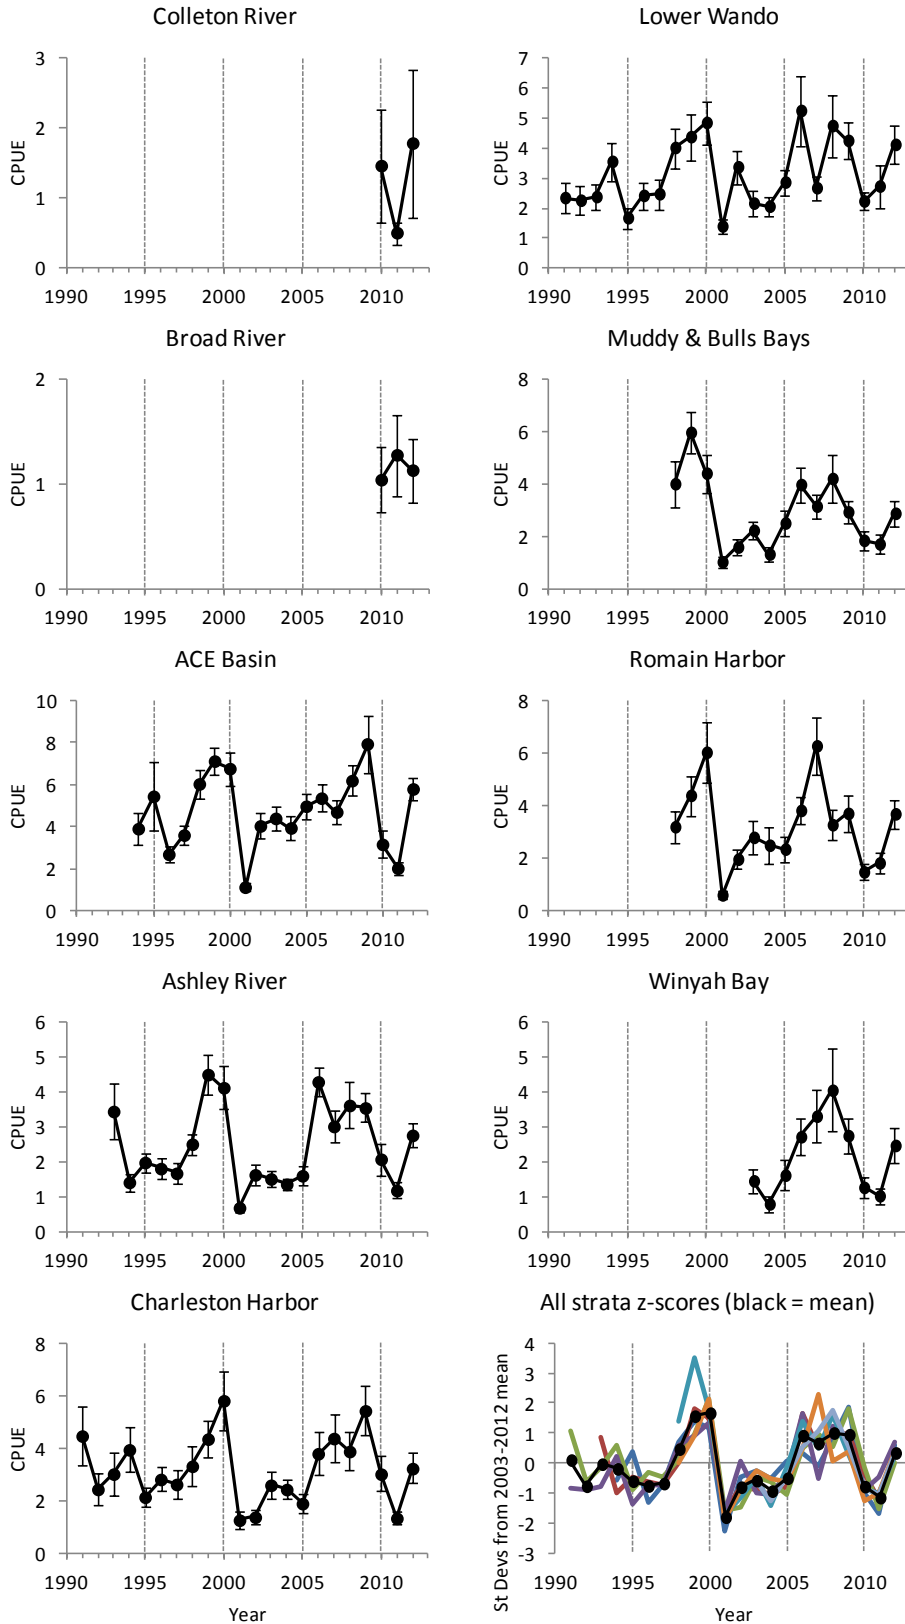 Colleton River
CPUE
3
2
1
0
1990 1995 2000 2005 2010
Lower Wando
CPUE
7
6
5
4
3
2
1
0
1990 1995 2000 2005 2010
Broad River
CPUE
2
1
0
1990 1995 2000 2005 2010
Muddy & Bulls Bays
CPUE
8
6
4
2
0
1990 1995 2000 2005 2010
ACE Basin
CPUE
10
8
6
4
2
0
1990 1995 2000 2005 2010
Romain Harbor
CPUE
8
6
4
2
0
1990 1995 2000 2005 2010
Ashley River
CPUE
6
5
4
3
2
1
0
1990 1995 2000 2005 2010
Winyah Bay
CPUE
6
5
4
3
2
1
0
1990 1995 2000 2005 2010
Charleston Harbor
CPUE
8
6
4
2
0
1990 1995 2000 2005 2010
Year
All strata z-scores (black = mean)
St Devs from 2003-2012 mean
4
3
2
1
0
-1
-2
-3
1990 1995 2000 2005 2010
Year